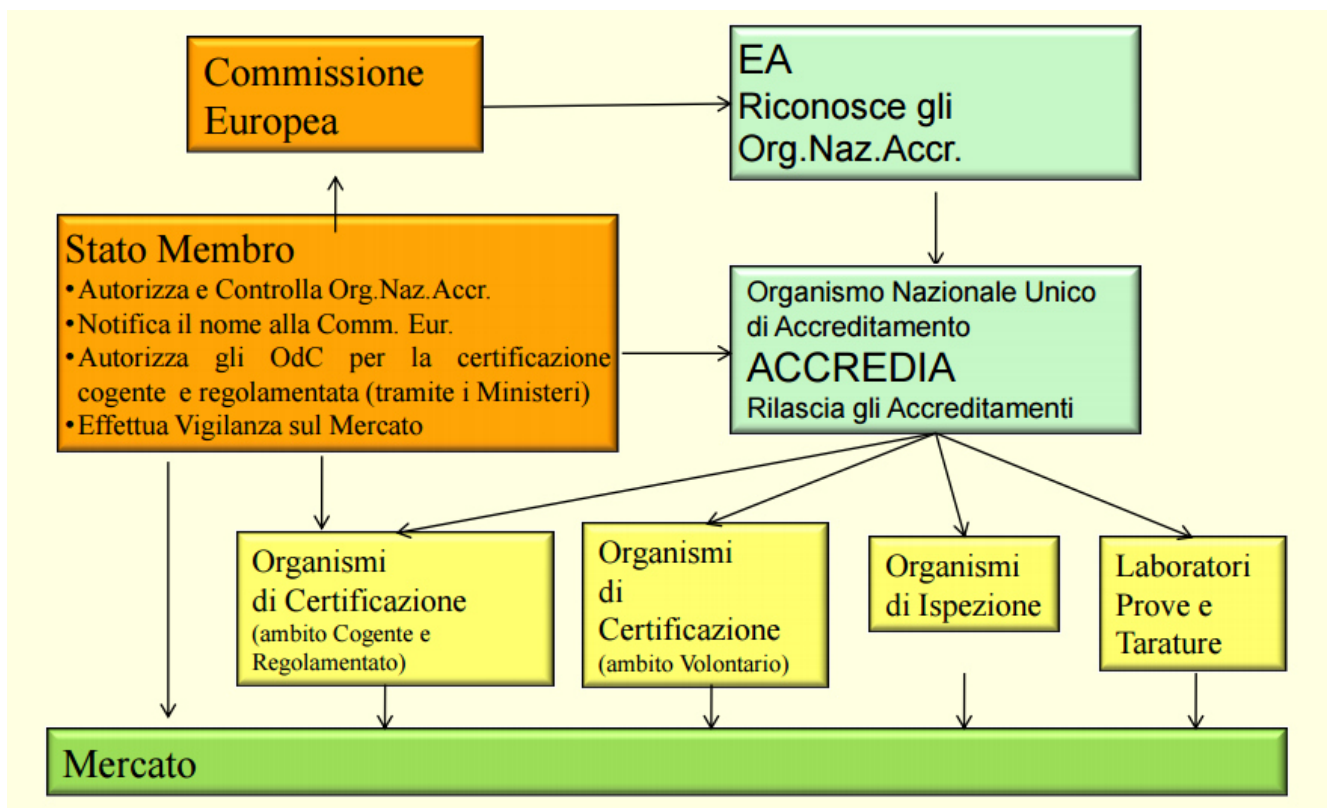 Commissione
Europea
EA
Riconosce gli
Org.Naz.Accr.
Stato Membro
•Autorizza e Controlla Org.Naz.Accr.
•Notifica il nome alla Comm. Eur.
•Autorizza gli OdC per la certificazione
cogente e regolamentata (tramite i Ministeri)
•Effettua Vigilanza sul Mercato
Organismo Nazionale Unico
di Accreditamento
ACCREDIA
Rilascia gli Accreditamenti
Organismi
di Certificazione
(ambito Cogente e
Regolamentato)
Organismi
di
Certificazione
(ambito Volontario)
Organismi
di Ispezione
Laboratori
Prove e
Tarature
Mercato